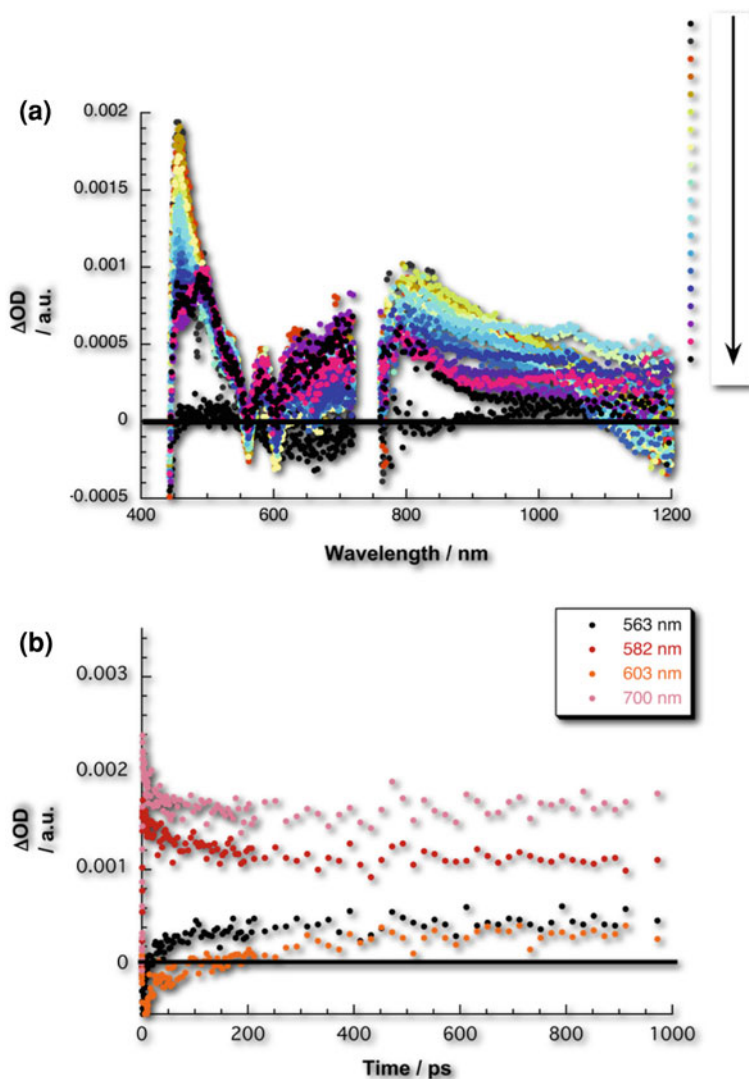 (a)
0.002
0.0015
0.001
0.0005
0
-0.0005
ΔOD
/ a.u.
400
600
800
1000
1200
Wavelength / nm
(b)
563 nm
582 nm
603 nm
700 nm
0.003
0.002
0.001
0
ΔOD
/ a.u.
0
200
400
600
800
1000
Time / ps